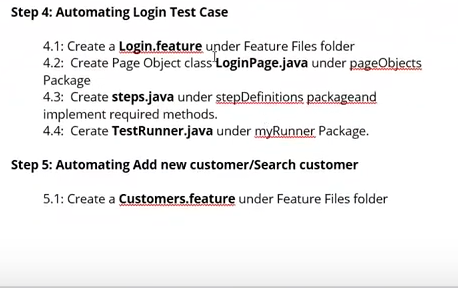 Step 4: Automating Login Test Case
4.1: Create a Login.feature under Feature Files folder
4.2: Create Page Object class LoginPage.java under pageObjects
Package
4.3: Create steps.java under stepDefinitions packageand
implement required methods.
4.4: Cerate TestRunner.java under myRunner Package.
Step 5: Automating Add new customer/Search customer
5.1: Create a Customers.feature under Feature Files folder